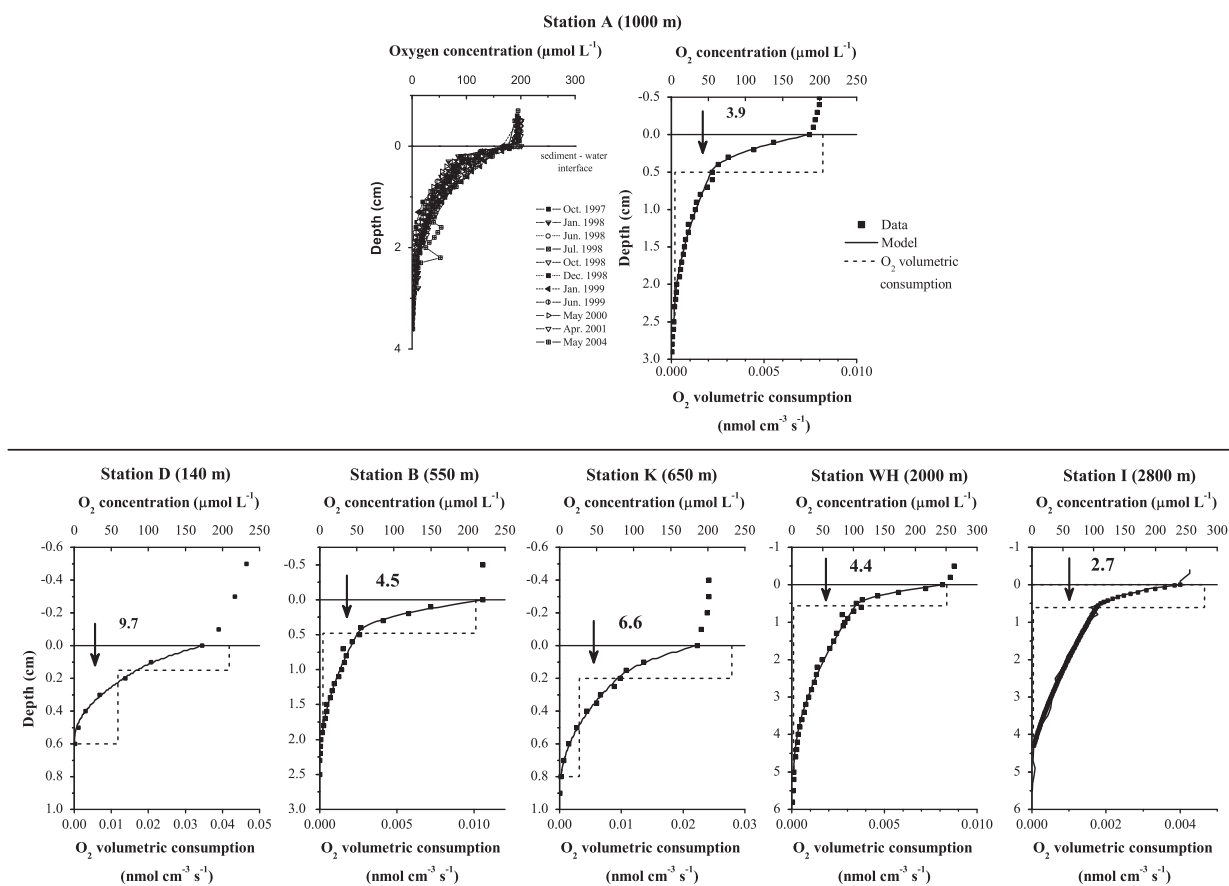 Station A (1000 m)
Oxygen concentration (µmol L⁻¹)
0 100 200 300
0
2
4
Depth (cm)
sediment - water
interface
Oct. 1997
Jan. 1998
Jun. 1998
Jul. 1998
Oct. 1998
Dec. 1998
Jan. 1999
Jun. 1999
May 2000
Apr. 2001
May 2004
O₂ concentration (µmol L⁻¹)
0 50 100 150 200 250
-0.5
0.0
0.5
1.0
1.5
2.0
2.5
3.0
Depth (cm)
3.9
Data
Model
O₂ volumetric
consumption
0.000 0.005 0.010
O₂ volumetric consumption
(nmol cm⁻³ s⁻¹)
Station D (140 m)
O₂ concentration (µmol L⁻¹)
0 50 100 150 200 250
-0.6
-0.4
-0.2
0.0
0.2
0.4
0.6
0.8
1.0
Depth (cm)
9.7
0.00 0.01 0.02 0.03 0.04 0.05
O₂ volumetric consumption
(nmol cm⁻³ s⁻¹)
Station B (550 m)
O₂ concentration (µmol L⁻¹)
0 50 100 150 200 250
-1.0
-0.5
0.0
0.5
1.0
1.5
2.0
2.5
3.0
4.5
0.000 0.005 0.010
O₂ volumetric consumption
(nmol cm⁻³ s⁻¹)
Station K (650 m)
O₂ concentration (µmol L⁻¹)
0 50 100 150 200 250
-0.6
-0.4
-0.2
0.0
0.2
0.4
0.6
0.8
1.0
6.6
0.00 0.01 0.02 0.03
O₂ volumetric consumption
(nmol cm⁻³ s⁻¹)
Station WH (2000 m)
O₂ concentration (µmol L⁻¹)
0 50 100 150 200 250 300
-1
0
1
2
3
4
5
6
4.4
0.000 0.002 0.004 0.006 0.008 0.010
O₂ volumetric consumption
(nmol cm⁻³ s⁻¹)
Station I (2800 m)
O₂ concentration (µmol L⁻¹)
0 50 100 150 200 250 300
-1
0
1
2
3
4
5
6
2.7
0.000 0.002 0.004
O₂ volumetric consumption
(nmol cm⁻³ s⁻¹)